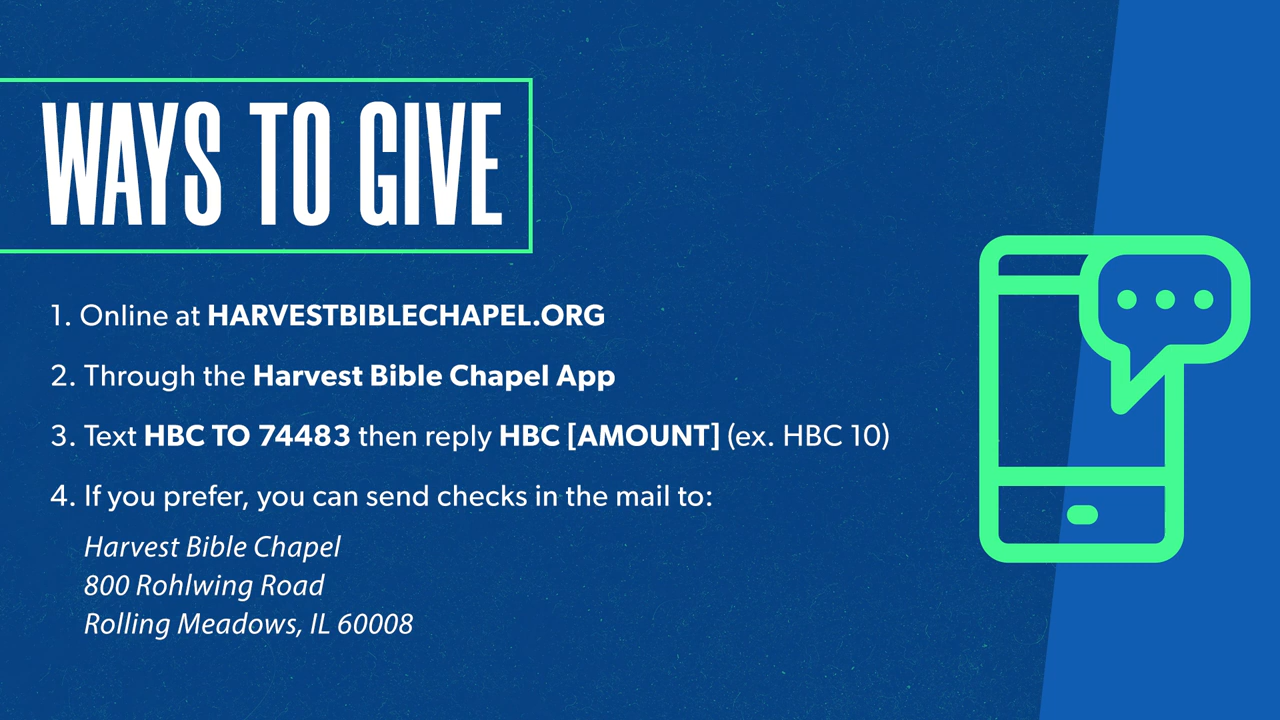 WAYS TO GIVE
1. Online at HARVESTBIBLECHAPEL.ORG
2. Through the Harvest Bible Chapel App
3. Text HBC TO 74483 then reply HBC [AMOUNT] (ex. HBC 10)
4. If you prefer, you can send checks in the mail to:
Harvest Bible Chapel
800 Rohlwing Road
Rolling Meadows, IL 60008